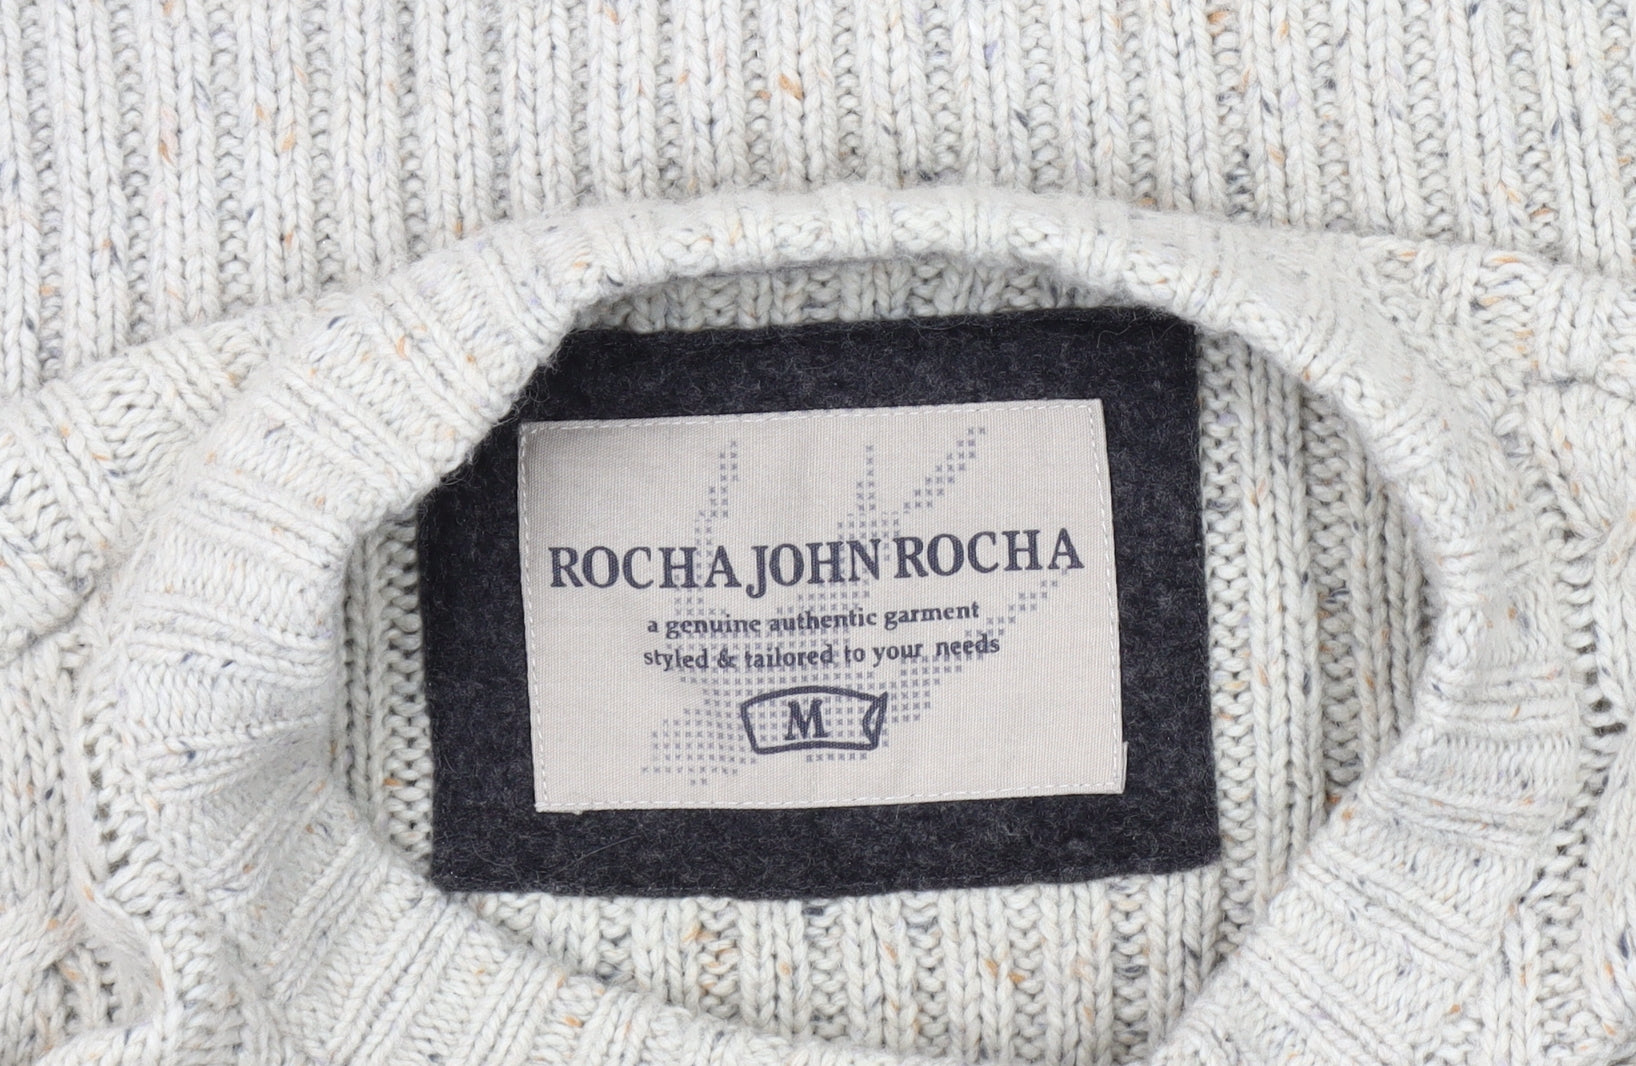 ROCHA JOHN ROCHA
a genuine authentic garment
styled & tailored to your needs
M